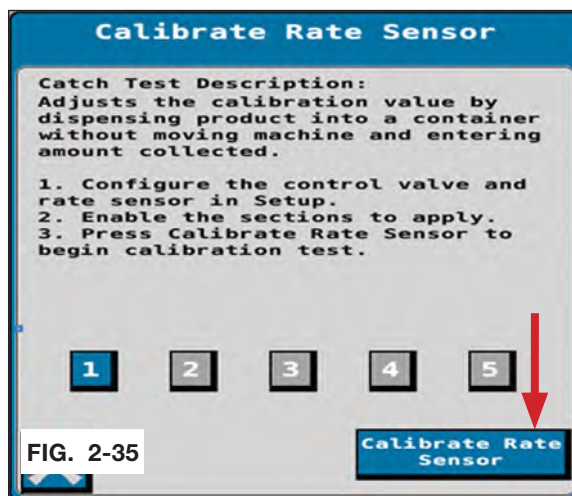 Calibrate Rate Sensor
Catch Test Description:
Adjusts the calibration value by
dispensing product into a container
without moving machine and entering
amount collected.
1. Configure the control valve and
rate sensor in Setup.
2. Enable the sections to apply.
3. Press Calibrate Rate Sensor to
begin calibration test.
1 2 3 4 5
FIG. 2-35
Calibrate Rate
Sensor